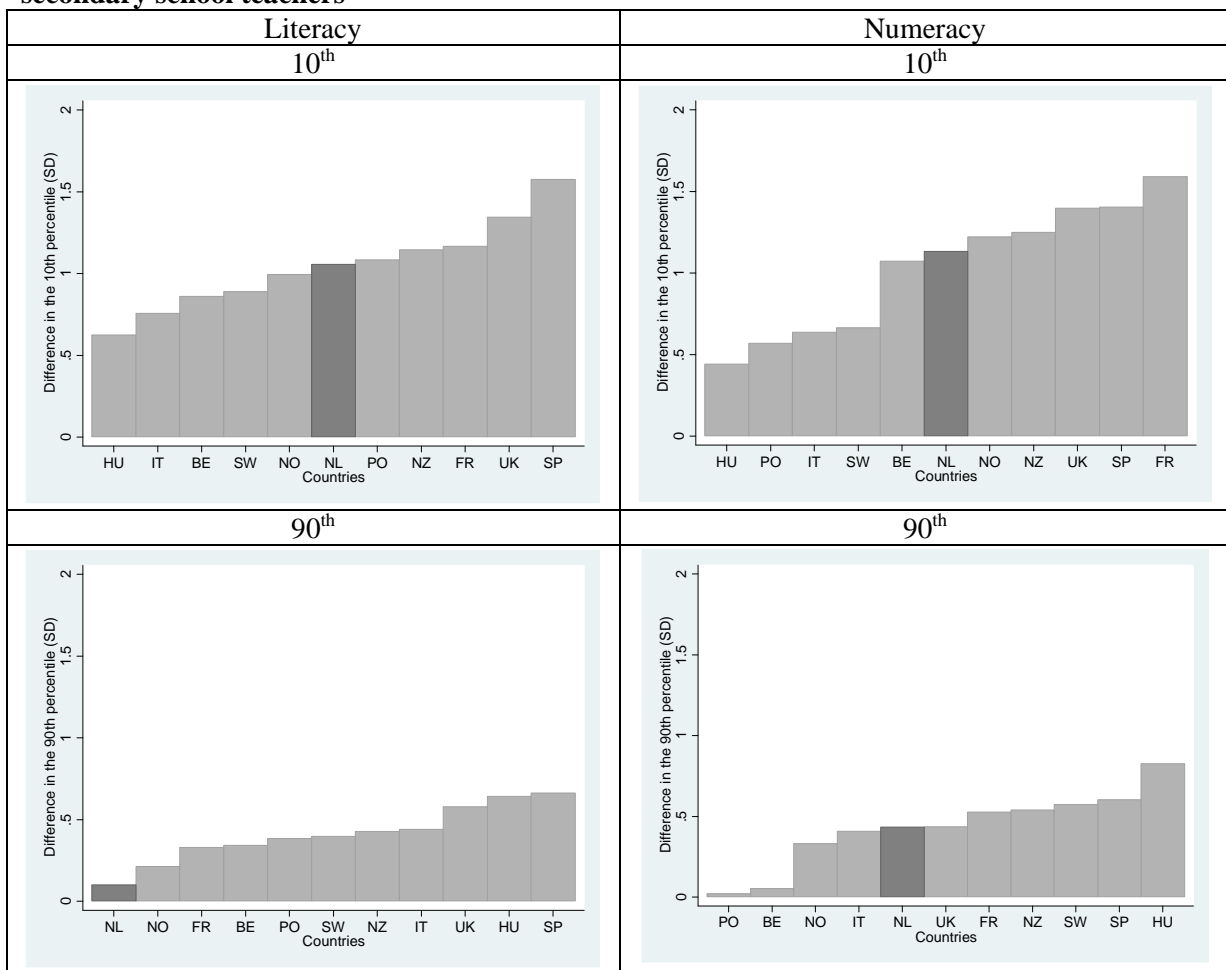 secondary school teachers
Literacy Numeracy
10th 10th
Difference in the 10th percentile (SD)
2
1.5
1
.5
0
HU IT BE SW NO NL PO NZ FR UK SP
Countries
Difference in the 10th percentile (SD)
2
1.5
1
.5
0
HU PO IT SW BE NL NO NZ UK SP FR
Countries
90th 90th
Difference in the 90th percentile (SD)
2
1.5
1
.5
0
NL NO FR BE PO SW NZ IT UK HU SP
Countries
Difference in the 90th percentile (SD)
2
1.5
1
.5
0
PO BE NO IT NL UK FR NZ SW SP HU
Countries